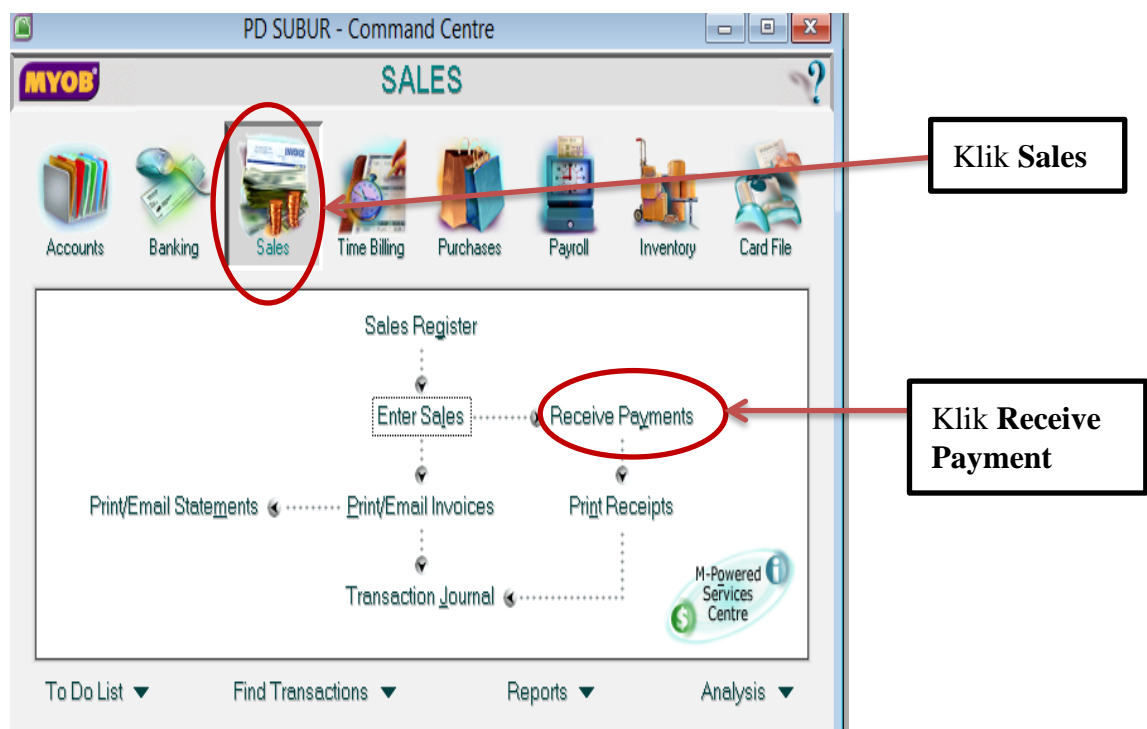 PD SUBUR - Command Centre
MYOB
SALES
?
Klik Sales
INVOICE
Accounts
Banking
Sales
Time Billing
Purchases
Payroll
Inventory
Card File
Sales Register
Enter Sales
Receive Payments
Klik Receive
Payment
Print/Email Statements
Print/Email Invoices
Print Receipts
Transaction Journal
M-Powered
Services
Centre
To Do List
Find Transactions
Reports
Analysis